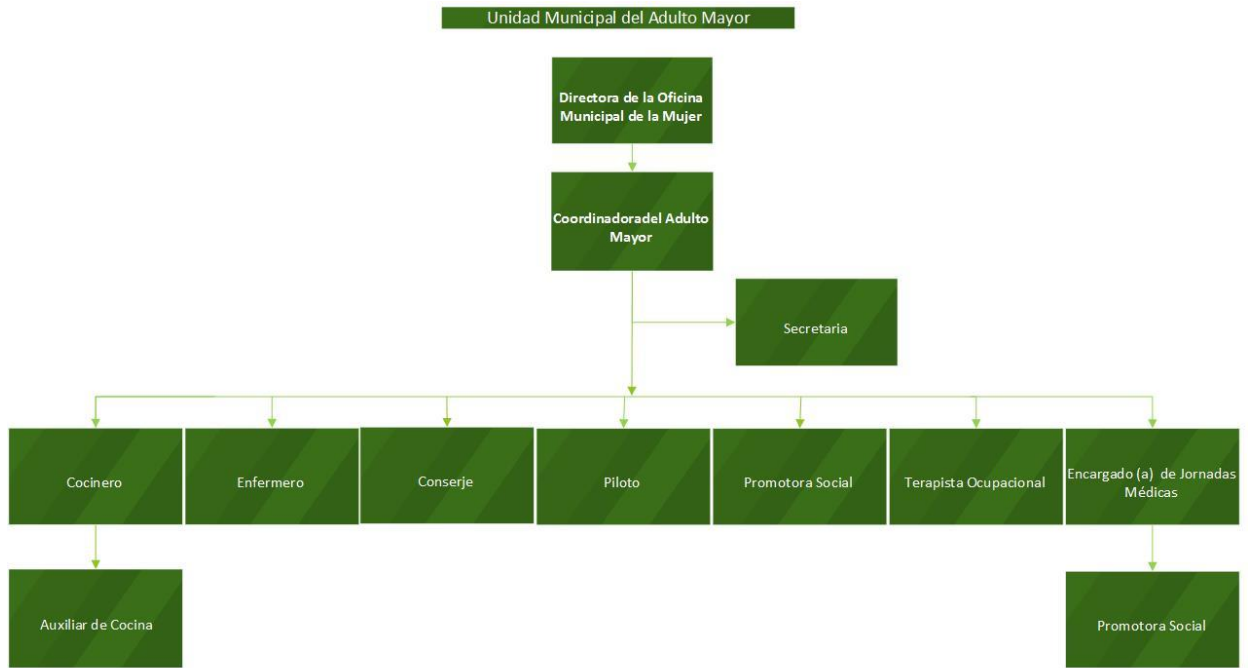 Unidad Municipal del Adulto Mayor
Directora de la Oficina
Municipal de la Mujer
Coordinadoradel Adulto
Mayor
Secretaria
Cocinero
Enfermero
Conserje
Piloto
Promotora Social
Terapista Ocupacional
Encargado (a) de Jornadas
Médicas
Auxiliar de Cocina
Promotora Social